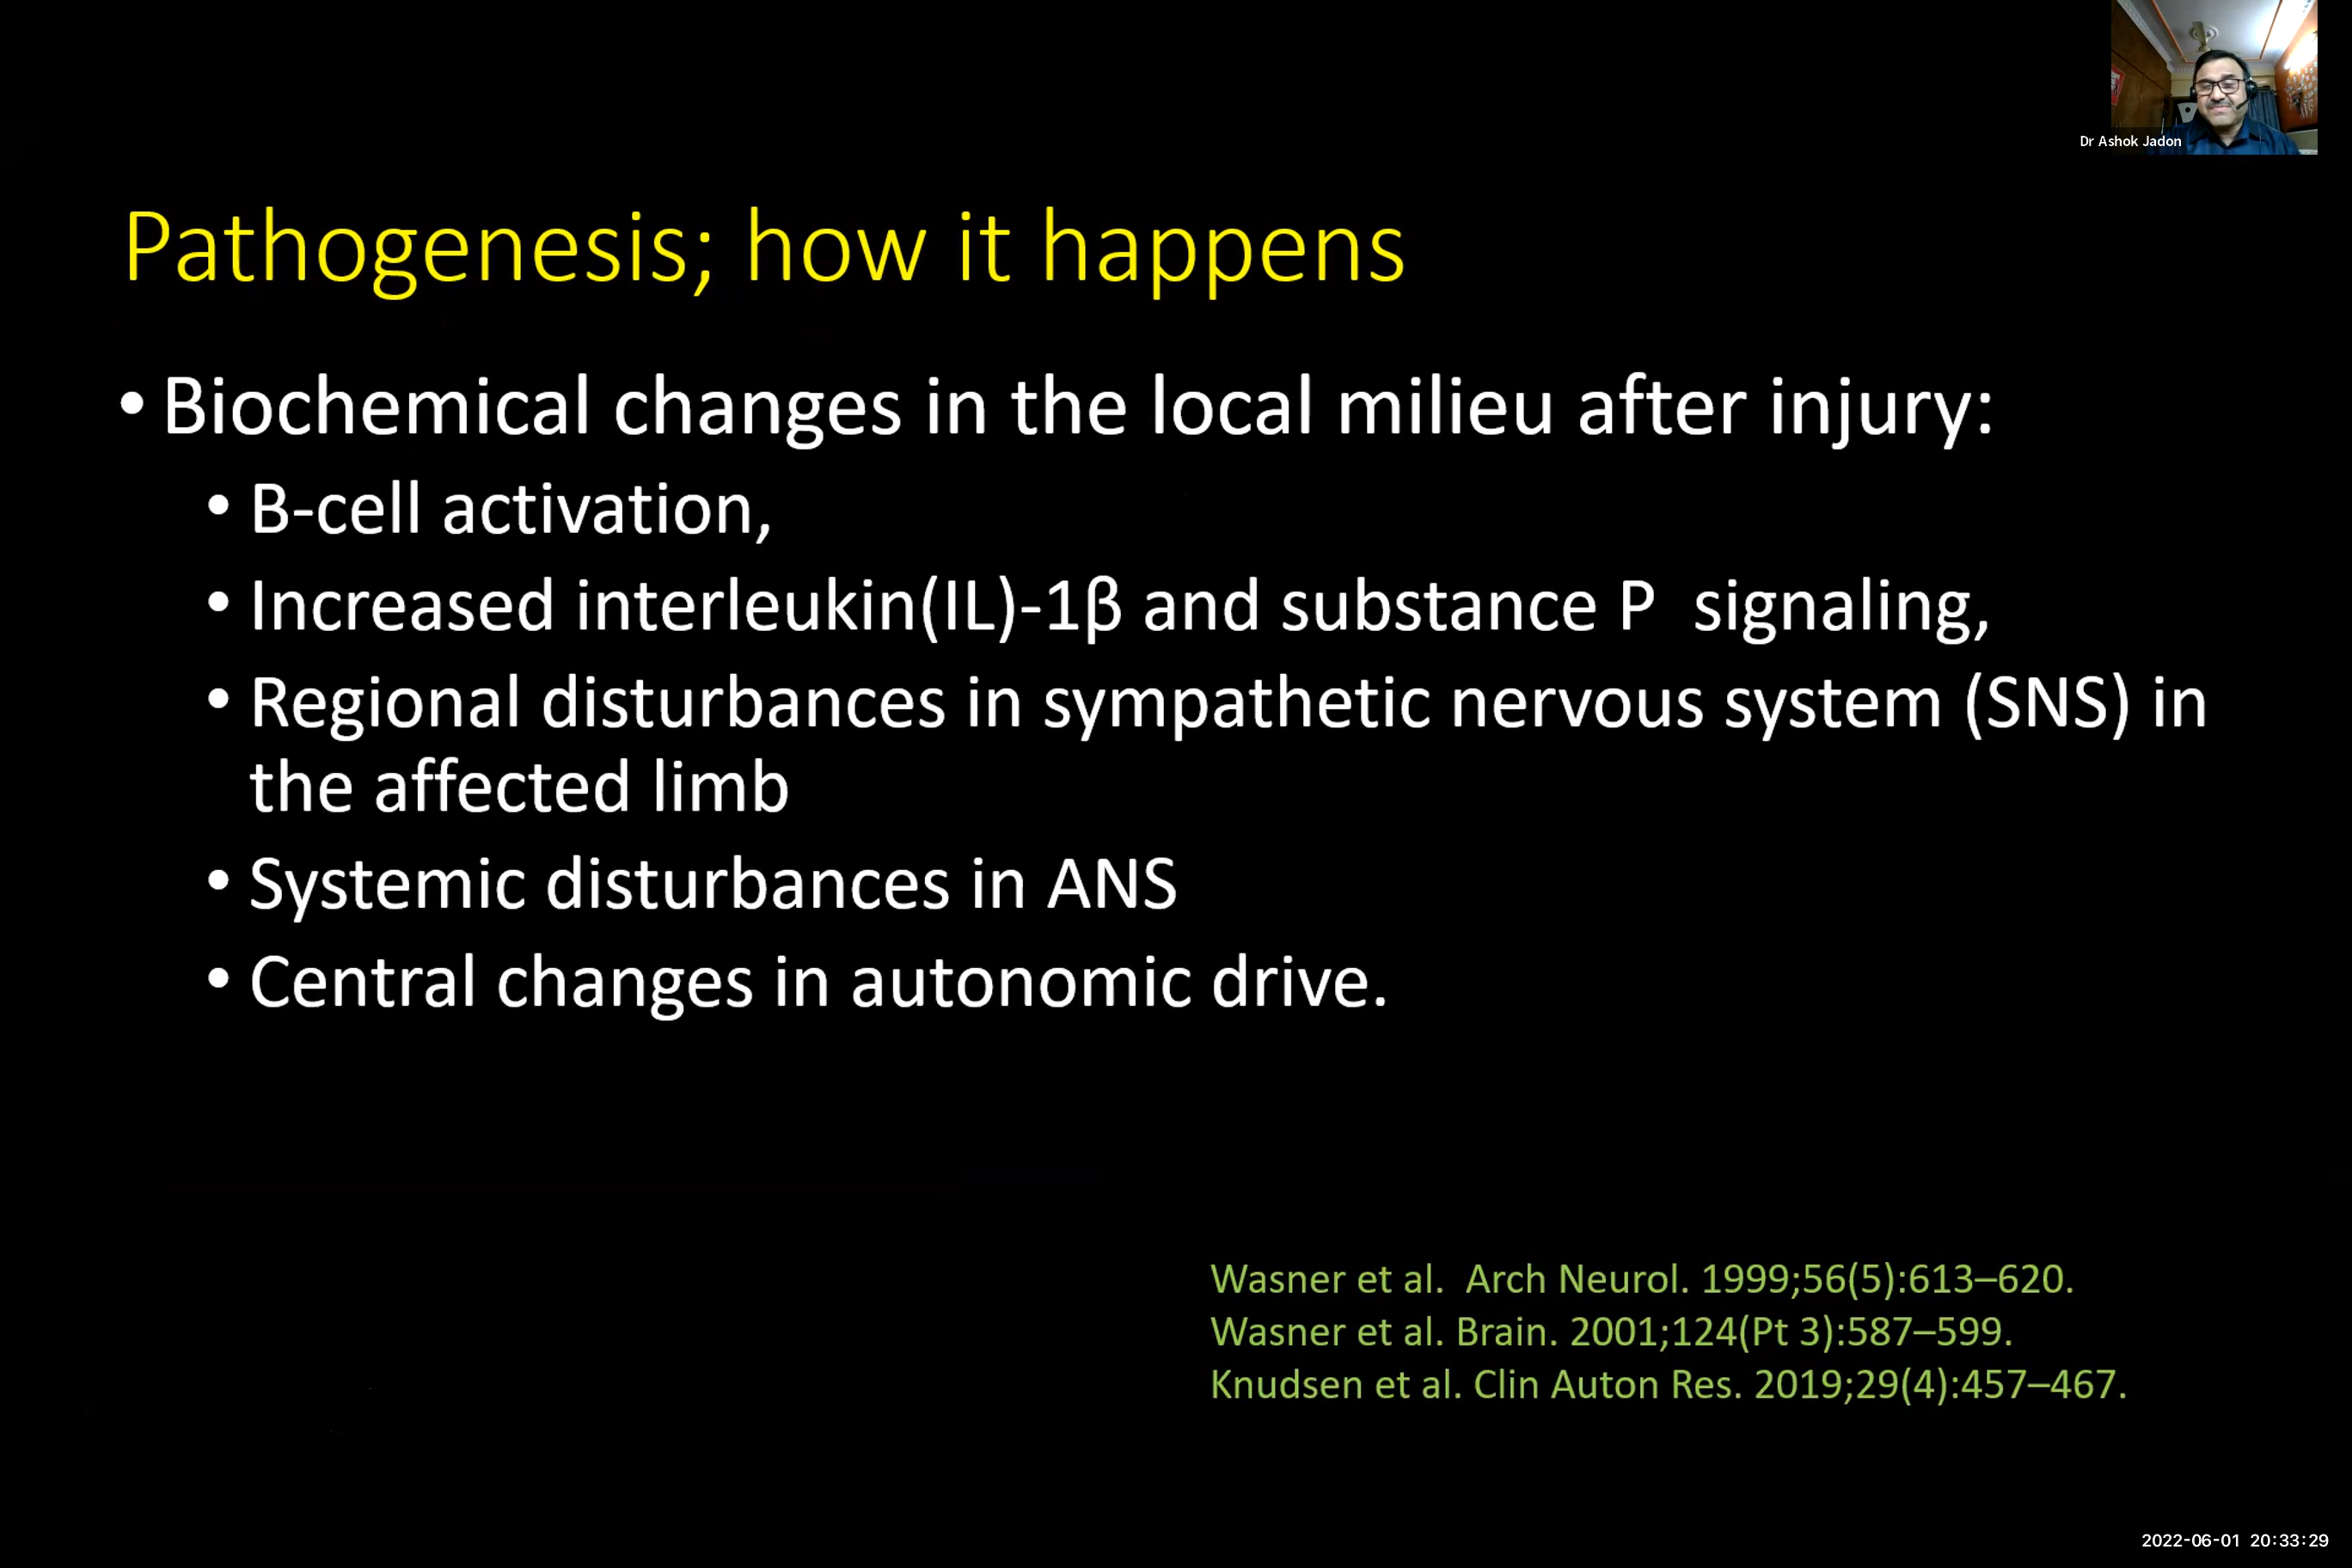 Dr Ashok Jadon
Pathogenesis; how it happens
• Biochemical changes in the local milieu after injury:
• B-cell activation,
• Increased interleukin(IL)-1β and substance P  signaling,
• Regional disturbances in sympathetic nervous system (SNS) in
the affected limb
• Systemic disturbances in ANS
• Central changes in autonomic drive.
Wasner et al.  Arch Neurol. 1999;56(5):613–620.
Wasner et al. Brain. 2001;124(Pt 3):587–599.
Knudsen et al. Clin Auton Res. 2019;29(4):457–467.
2022-06-01 20:33:29